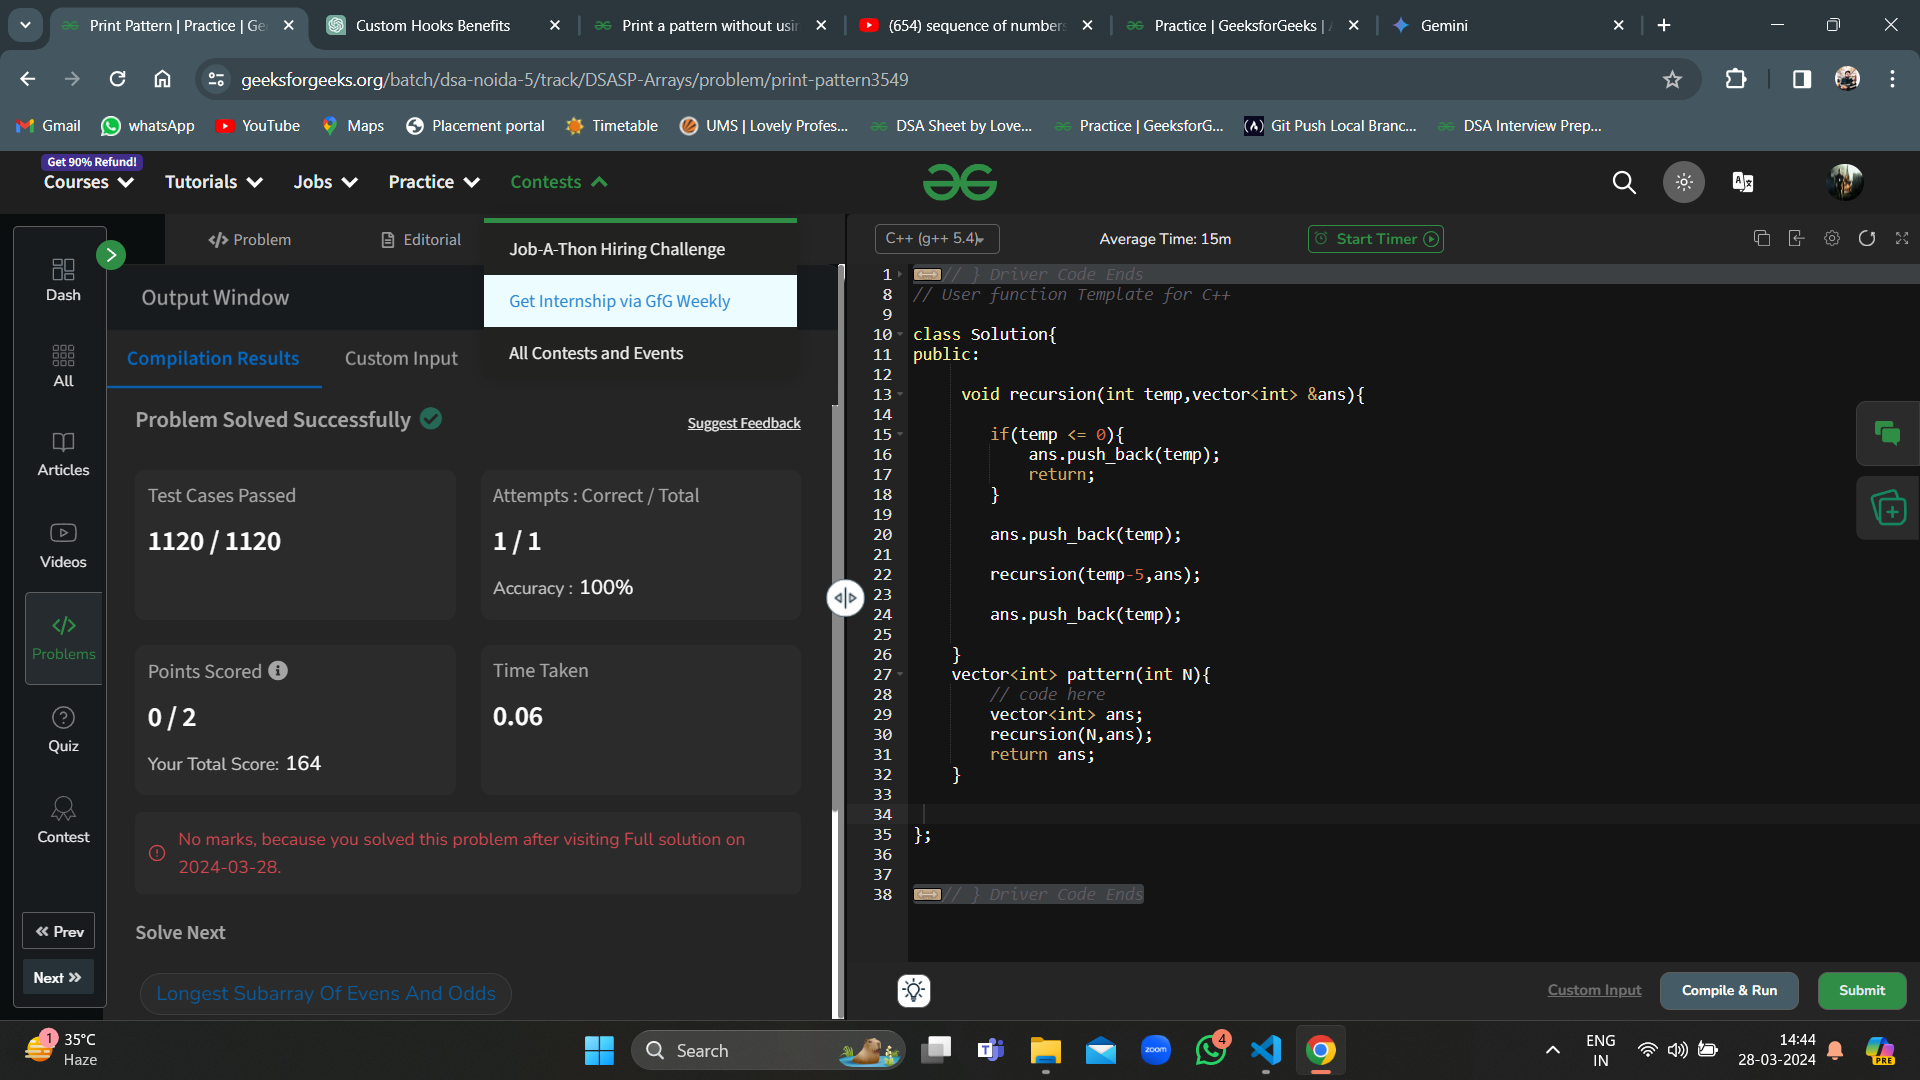 Print Pattern | Practice | Ge
Custom Hooks Benefits
Print a pattern without usin
(654) sequence of numbers
Practice | GeeksforGeeks | A
Gemini
geeksforgeeks.org/batch/dsa-noida-5/track/DSASP-Arrays/problem/print-pattern3549
Gmail
whatsApp
YouTube
Maps
Placement portal
Timetable
UMS | Lovely Profes...
DSA Sheet by Love...
Practice | GeeksforG...
Git Push Local Branc...
DSA Interview Prep...
Get 90% Refund!
Courses
Tutorials
Jobs
Practice
Contests
Job-A-Thon Hiring Challenge
Get Internship via GfG Weekly
All Contests and Events
Dash
All
Articles
Videos
Problems
Quiz
Contest
Prev
Next
Problem
Editorial
Output Window
Compilation Results
Custom Input
Problem Solved Successfully
Suggest Feedback
Test Cases Passed
1120 / 1120
Attempts : Correct / Total
1 / 1
Accuracy : 100%
Points Scored
0 / 2
Your Total Score: 164
Time Taken
0.06
No marks, because you solved this problem after visiting Full solution on
2024-03-28.
Solve Next
Longest Subarray Of Evens And Odds
C++ (g++ 5.4)
Average Time: 15m
Start Timer
1 // } Driver Code Ends
8 // User function Template for C++
9
10 class Solution{
11 public:
12
13 void recursion(int temp,vector<int> &ans){
14
15 if(temp <= 0){
16 ans.push_back(temp);
17 return;
18 }
19
20 ans.push_back(temp);
21
22 recursion(temp-5,ans);
23
24 ans.push_back(temp);
25
26 }
27 vector<int> pattern(int N){
28 // code here
29 vector<int> ans;
30 recursion(N,ans);
31 return ans;
32 }
33
34
35 };
36
37
38 // } Driver Code Ends
Custom Input
Compile & Run
Submit
1
35°C
Haze
Search
zoom
4
ENG
IN
14:44
28-03-2024
PRE